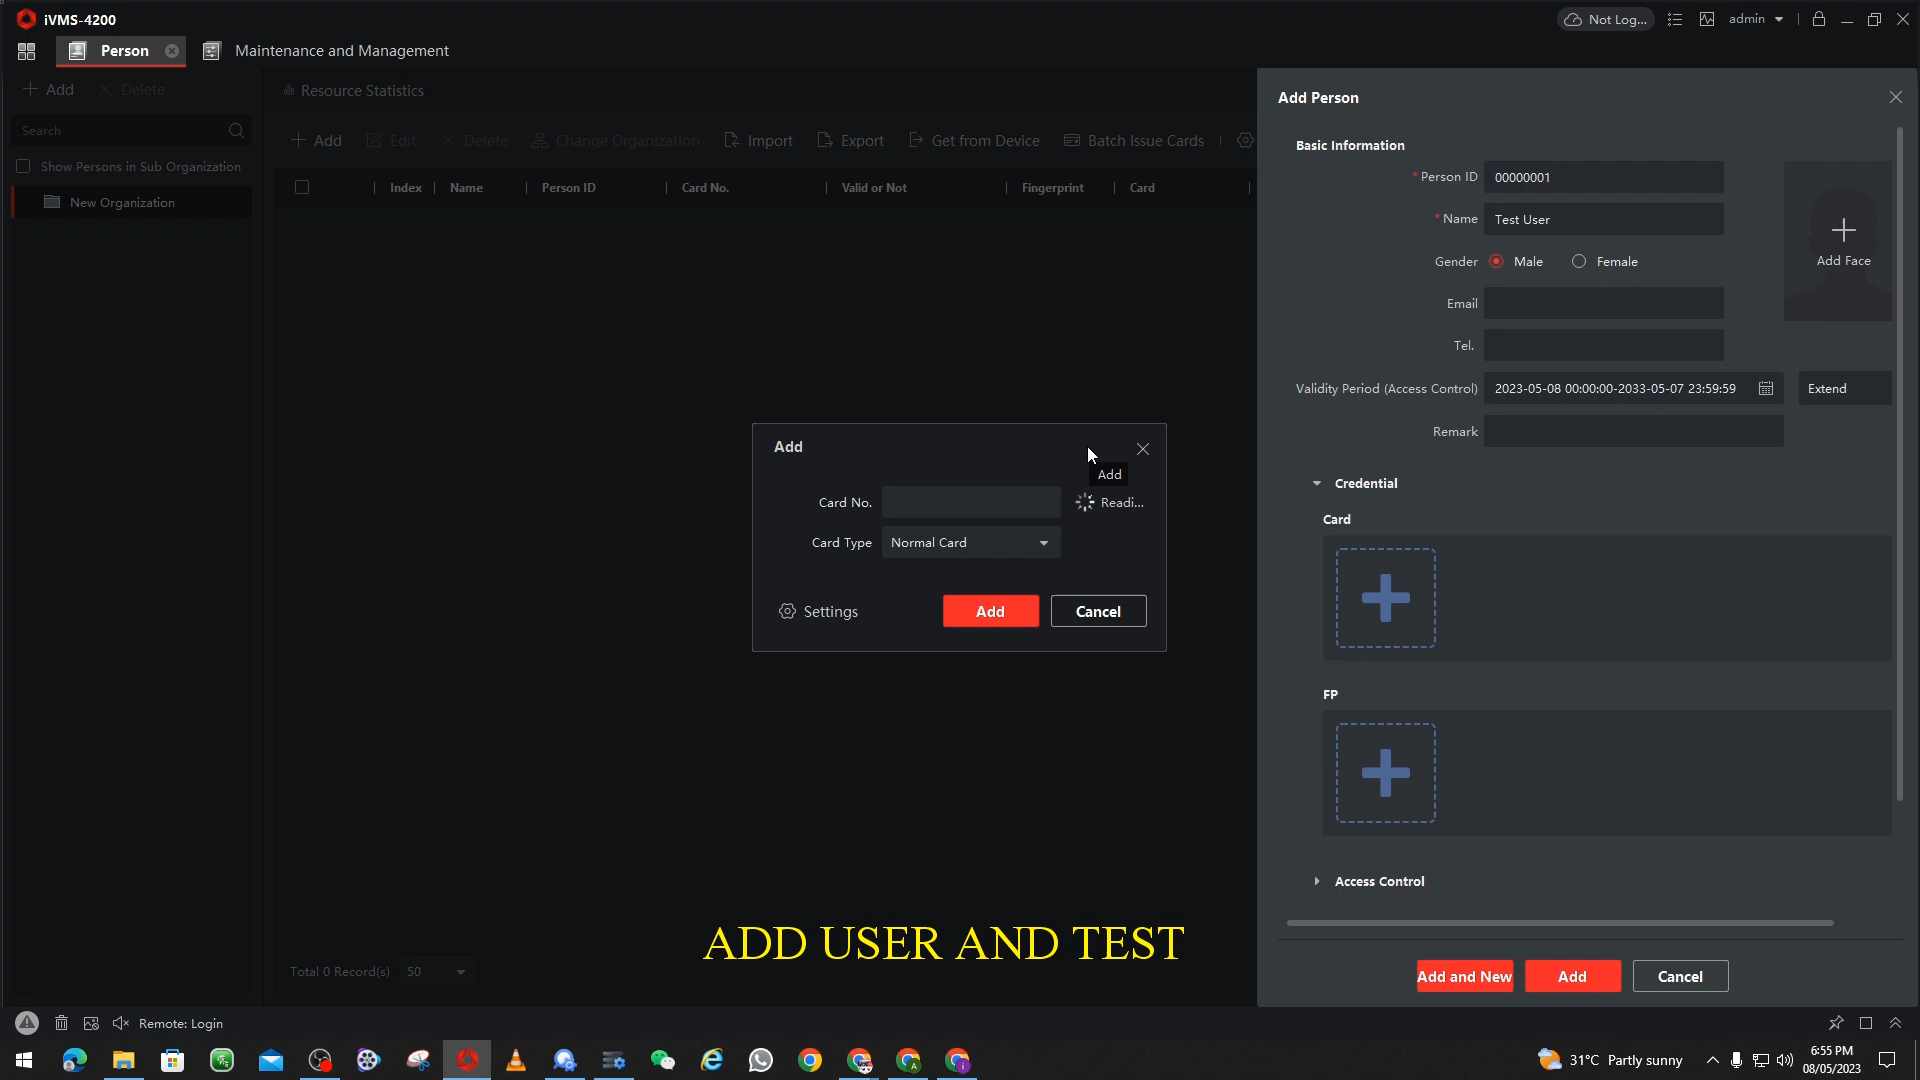 iVMS-4200
Not Log...
admin
Person
Maintenance and Management
Add
Delete
Search
Show Persons in Sub Organization
New Organization
Resource Statistics
Add
Edit
Delete
Change Organization
Import
Export
Get from Device
Batch Issue Cards
Index
Name
Person ID
Card No.
Valid or Not
Fingerprint
Card
Add
Add
Card No.
Readi...
Card Type
Normal Card
Settings
Add
Cancel
Add Person
Basic Information
* Person ID
00000001
* Name
Test User
Gender
Male
Female
Add Face
Email
Tel.
Validity Period (Access Control)
2023-05-08 00:00:00-2033-05-07 23:59:59
Extend
Remark
Credential
Card
FP
Access Control
Add and New
Add
Cancel
ADD USER AND TEST
Total 0 Record(s)
50
Remote: Login
31°C Partly sunny
6:55 PM
08/05/2023